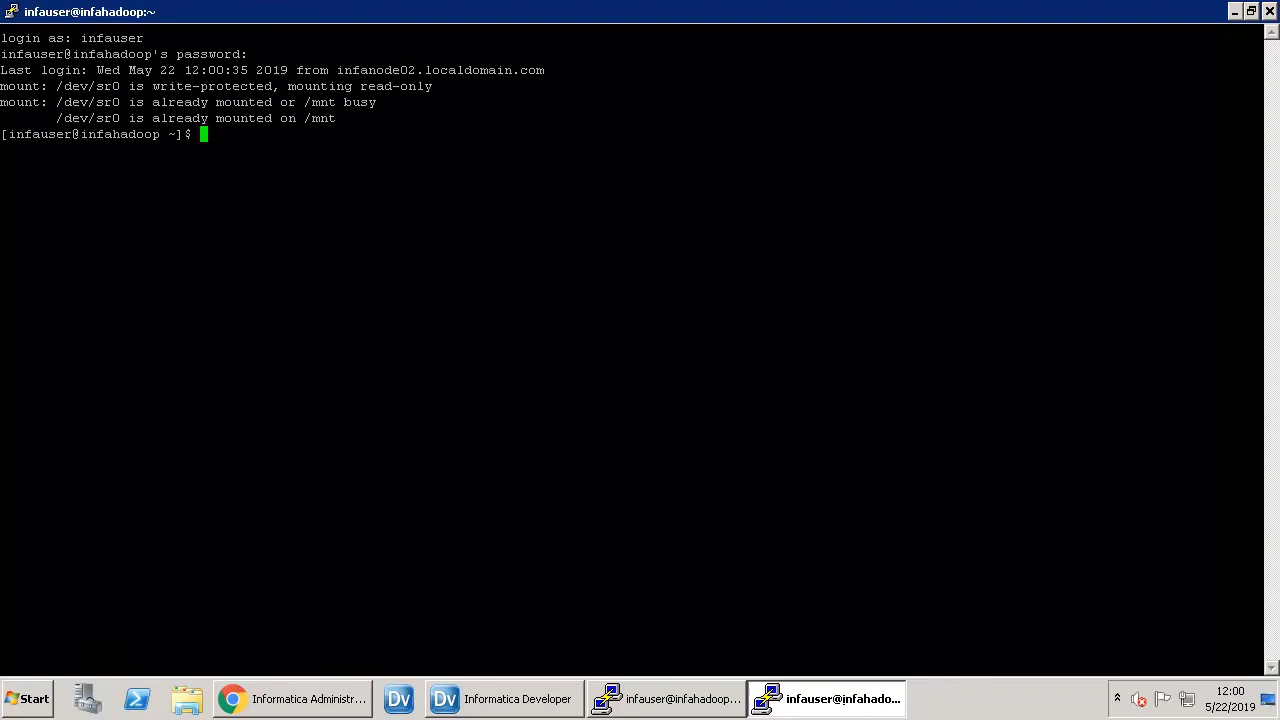 infauser@infahadoop:~
login as: infauser
infauser@infahadoop's password:
Last login: Wed May 22 12:00:35 2019 from infanode02.localdomain.com
mount: /dev/sr0 is write-protected, mounting read-only
mount: /dev/sr0 is already mounted or /mnt busy
       /dev/sr0 is already mounted on /mnt
[infauser@infahadoop ~]$
Start
Informatica Administr...
Dv
Dv
Informatica Develope...
infauser@infahadoop...
infauser@infahado...
12:00
5/22/2019